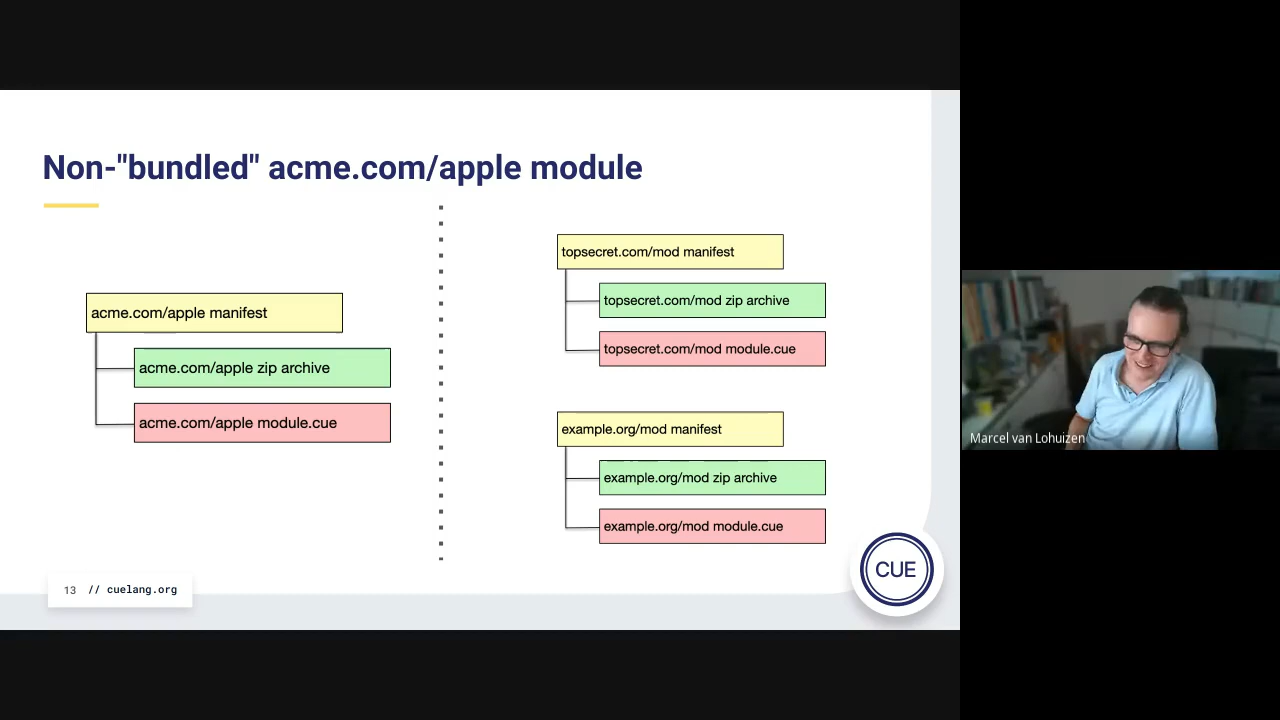 Non-"bundled" acme.com/apple module
acme.com/apple manifest
acme.com/apple zip archive
acme.com/apple module.cue
topsecret.com/mod manifest
topsecret.com/mod zip archive
topsecret.com/mod module.cue
example.org/mod manifest
example.org/mod zip archive
example.org/mod module.cue
13 // cuelang.org
CUE
Marcel van Lohuizen